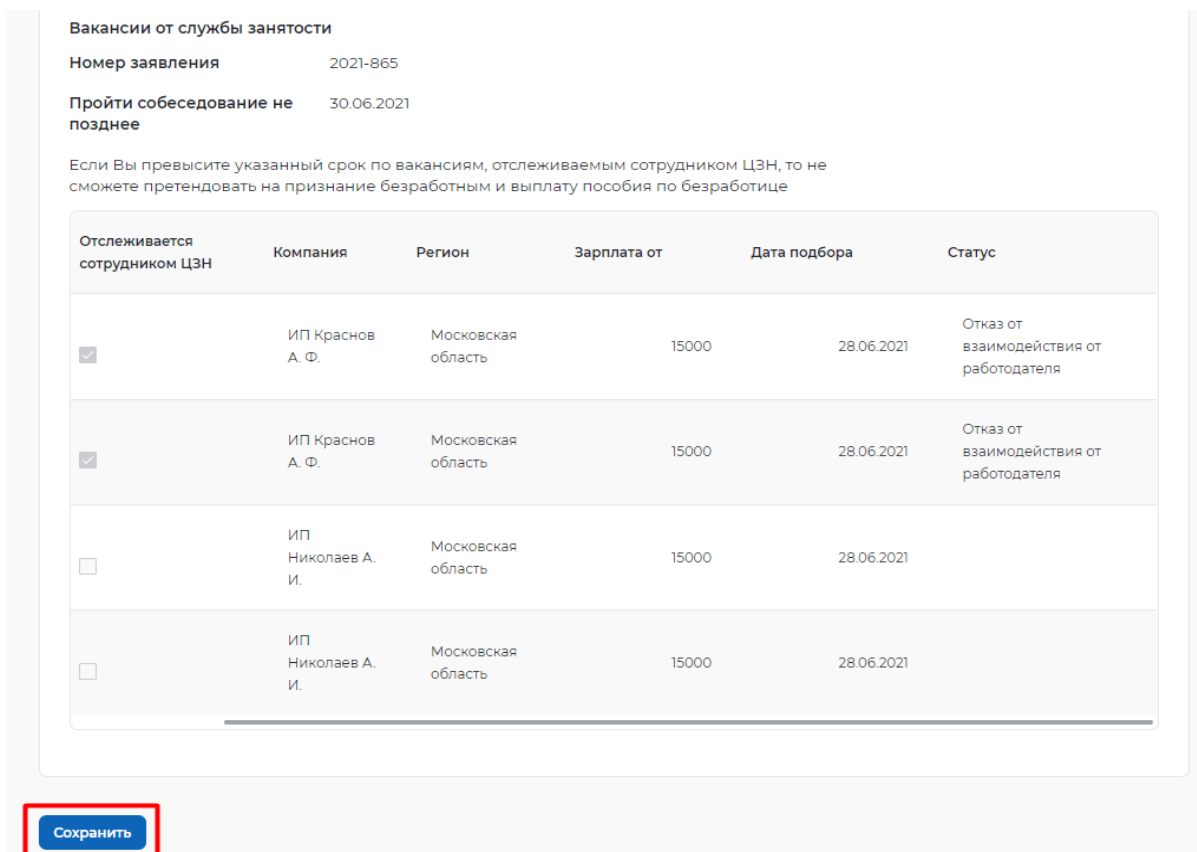 Вакансии от службы занятости
Номер заявления 2021-865
Пройти собеседование не 30.06.2021
позднее
Если Вы превысите указанный срок по вакансиям, отслеживаемым сотрудником ЦЗН, то не
сможете претендовать на признание безработным и выплату пособия по безработице
Отслеживается
сотрудником ЦЗН
Компания
Регион
Зарплата от
Дата подбора
Статус
ИП Краснов
А. Ф.
Московская
область
15000
28.06.2021
Отказ от
взаимодействия от
работодателя
ИП Краснов
А. Ф.
Московская
область
15000
28.06.2021
Отказ от
взаимодействия от
работодателя
ИП
Николаев А.
И.
Московская
область
15000
28.06.2021
ИП
Николаев А.
И.
Московская
область
15000
28.06.2021
Сохранить